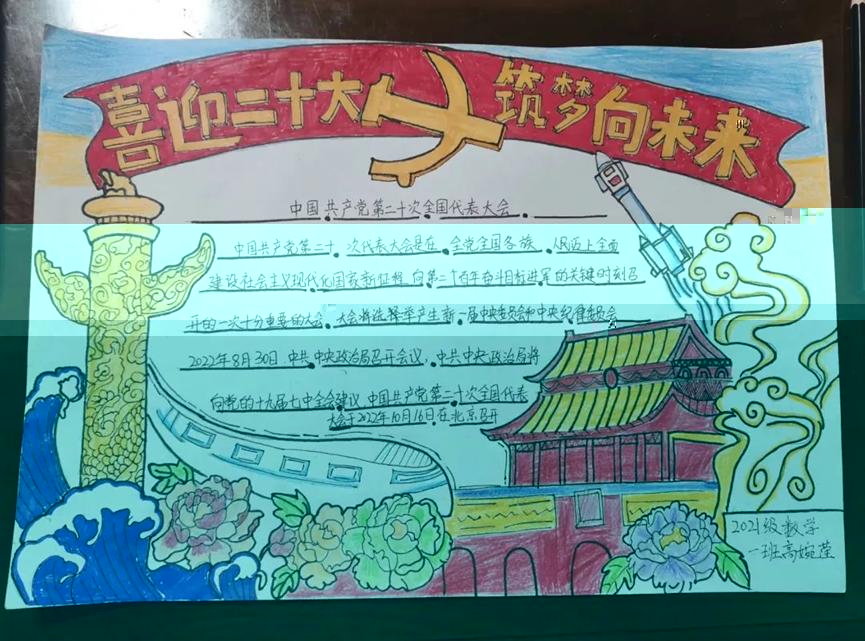 喜迎二十大 筑梦向未来
中国共产党第二十次全国代表大会
中国共产党第二十次代表大会是在全党全国各族人民迈上全面
建设社会主义现代化国家新征程,向第二个百年奋斗目标进军的关键时刻召
开的一次十分重要的大会,大会将选择举产生新一届中央委员会和中央纪律委员会
2022年8月30日中共中央政治局召开会议,中共中央政治局将
向党的十九届七中全会建议,中国共产党第二十次全国代表
大会于2022年10月16日在北京召开
2021级数学
一班高婉莹